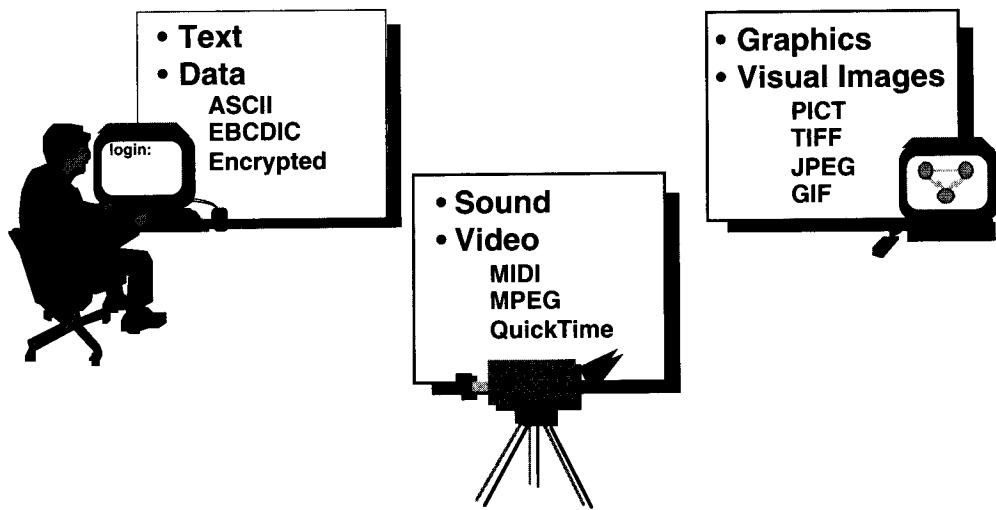 • Text
• Data
ASCII
EBCDIC
Encrypted
login:
• Sound
• Video
MIDI
MPEG
QuickTime
• Graphics
• Visual Images
PICT
TIFF
JPEG
GIF